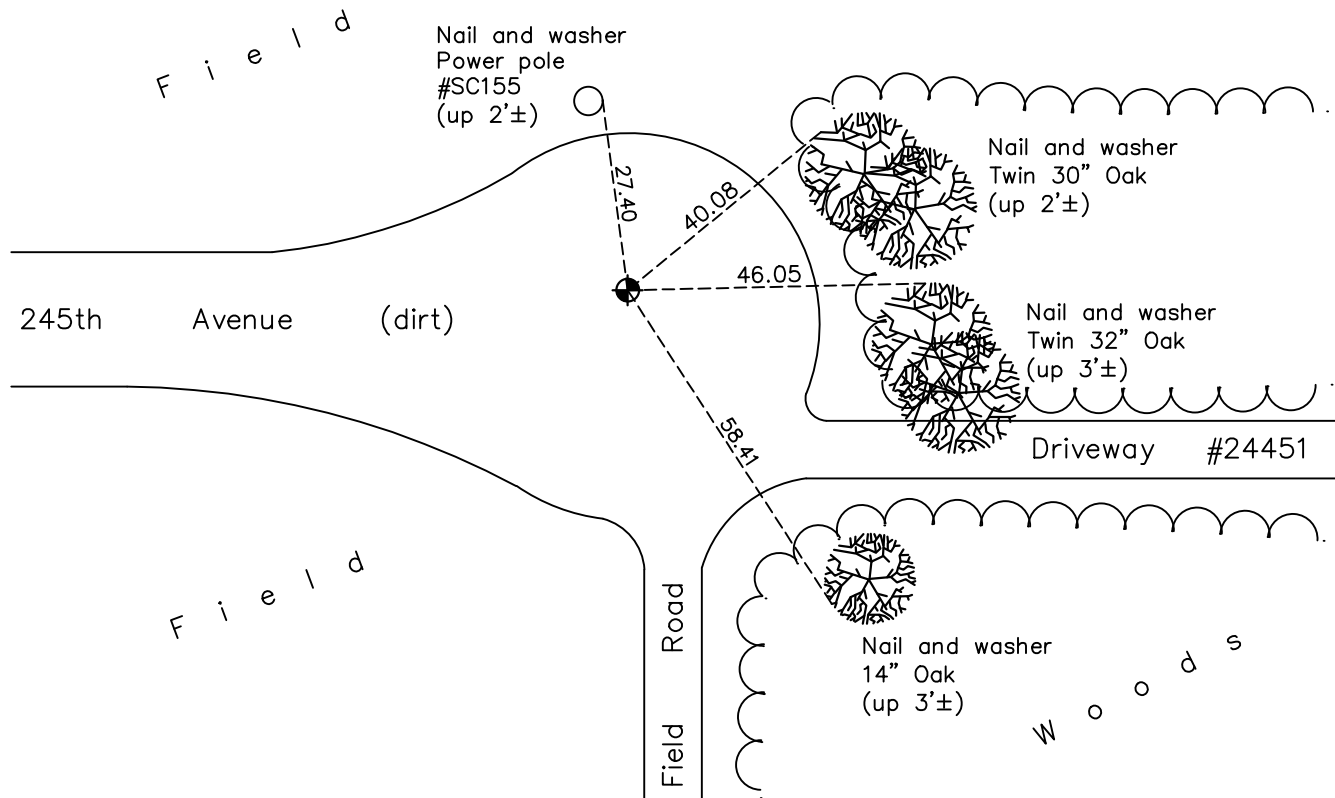 Field
Nail and washer
Power pole
#SC155
(up 2'±)
27.40
40.08
Nail and washer
Twin 30" Oak
(up 2'±)
46.05
245th Avenue (dirt)
Nail and washer
Twin 32" Oak
(up 3'±)
58.41
Driveway #24451
Field
Field Road
Nail and washer
14" Oak
(up 3'±)
Woods